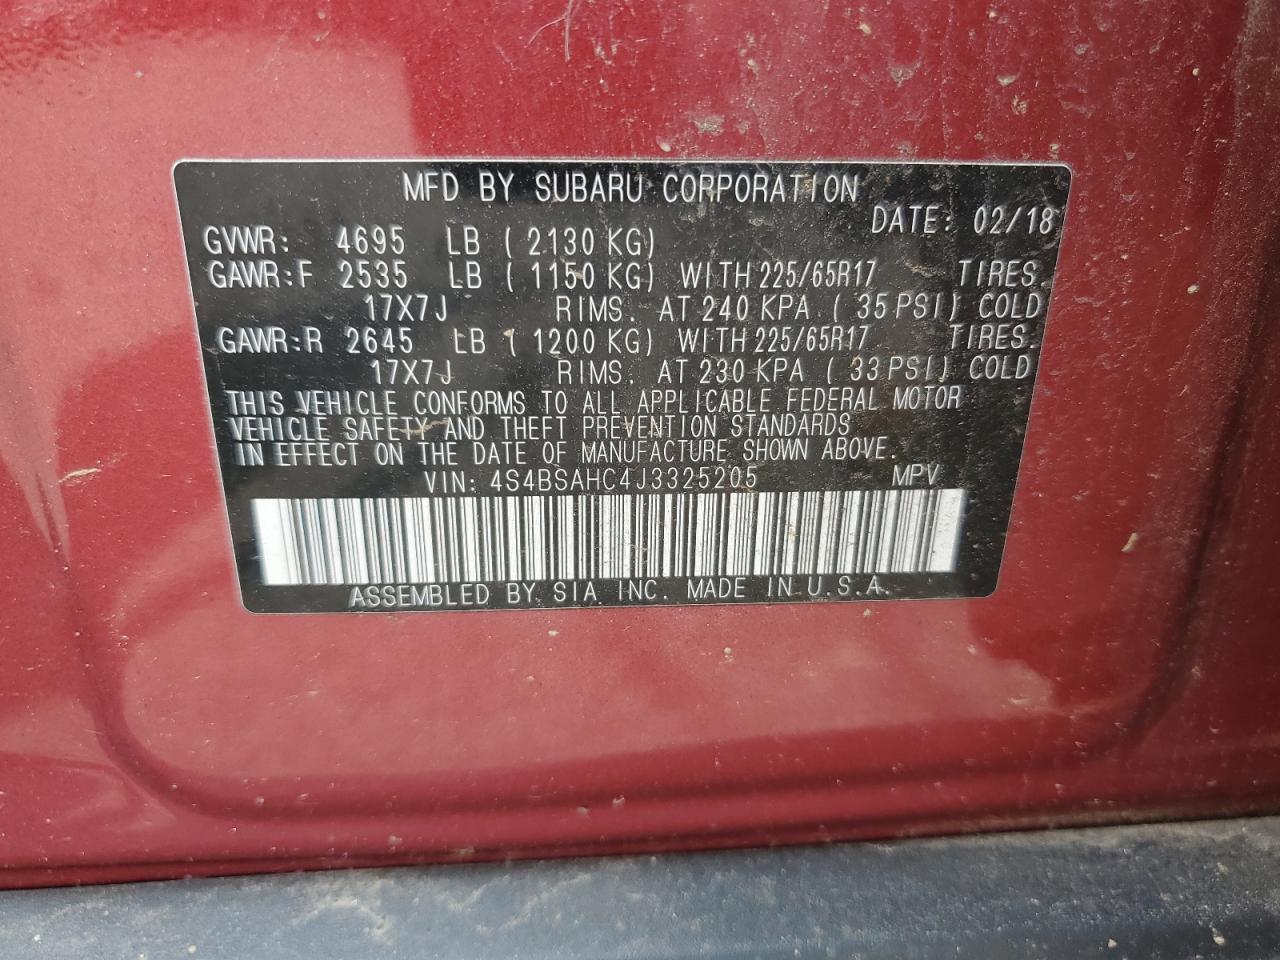 MFD BY SUBARU CORPORATION
DATE: 02/18
GVWR: 4695 LB ( 2130 KG)
GAWR:F 2535 LB ( 1150 KG) WITH 225/65R17 TIRES.
17X7J RIMS. AT 240 KPA ( 35 PSI) COLD
GAWR:R 2645 LB ( 1200 KG) WITH 225/65R17 TIRES.
17X7J RIMS. AT 230 KPA ( 33 PSI) COLD
THIS VEHICLE CONFORMS TO ALL APPLICABLE FEDERAL MOTOR
VEHICLE SAFETY AND THEFT PREVENTION STANDARDS
IN EFFECT ON THE DATE OF MANUFACTURE SHOWN ABOVE.
VIN: 4S4BSAHC4J3325205 MPV
ASSEMBLED BY SIA INC. MADE IN U.S.A.